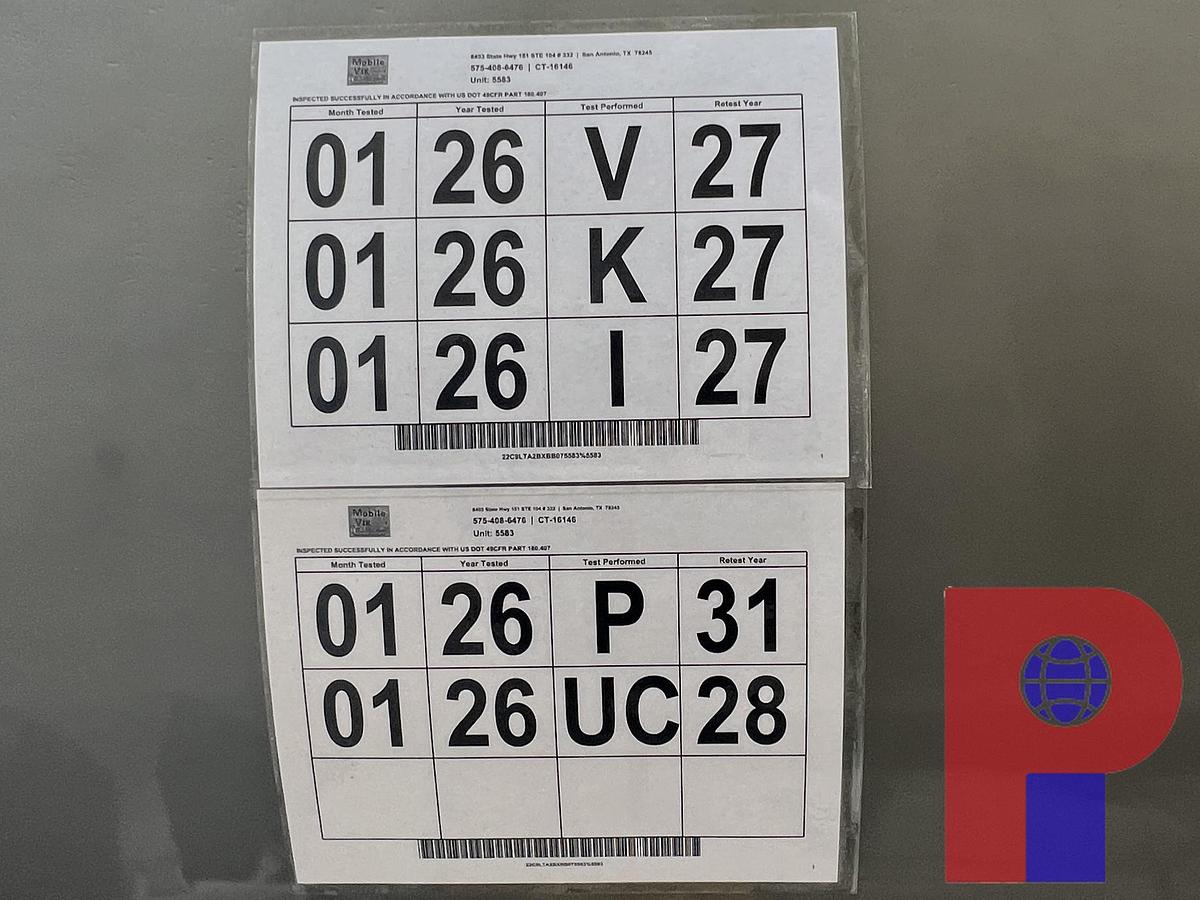 Mobile
Vik
8403 State Hwy 151 STE 104 # 332 | San Antonio, TX 78245
575-408-6476 | CT-16146
Unit: 5583
INSPECTED SUCCESSFULLY IN ACCORDANCE WITH US DOT 49CFR PART 180.407
Month Tested Year Tested Test Performed Retest Year
01 26 V 27
01 26 K 27
01 26 I 27
1
Mobile
Vik
8403 State Hwy 151 STE 104 # 332 | San Antonio, TX 78245
575-408-6476 | CT-16146
Unit: 5583
INSPECTED SUCCESSFULLY IN ACCORDANCE WITH US DOT 49CFR PART 180.407
Month Tested Year Tested Test Performed Retest Year
01 26 P 31
01 26 UC 28
1